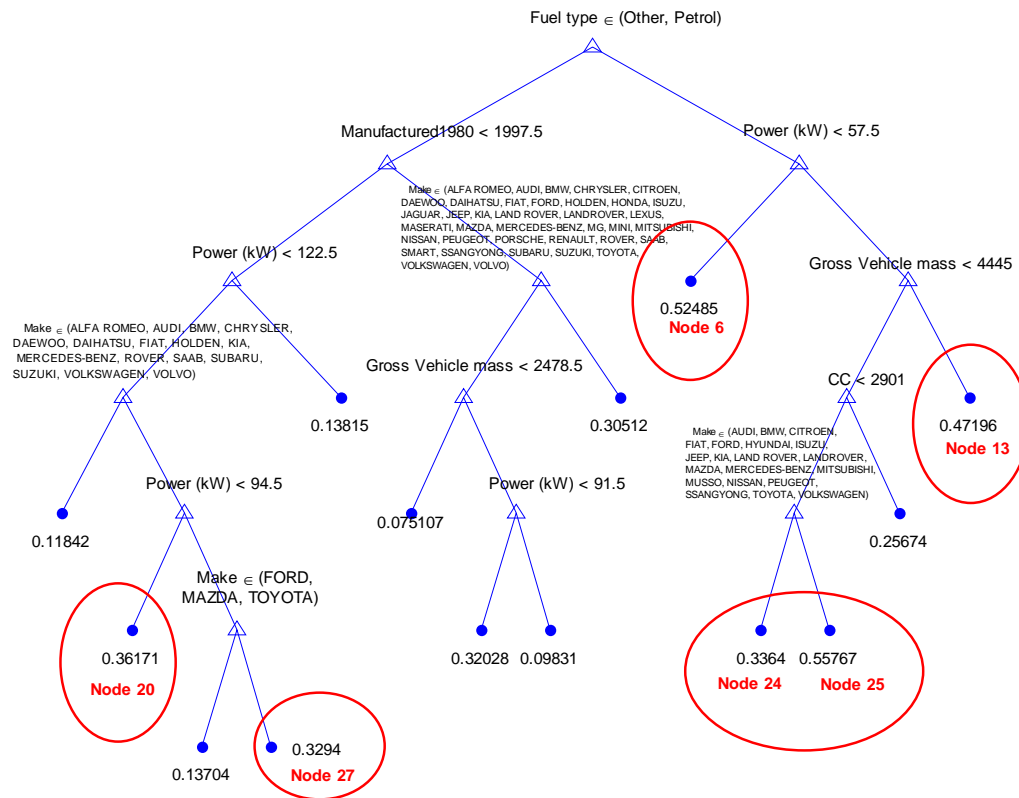 Fuel type ∈ (Other, Petrol)
Manufactured1980 < 1997.5
Power (kW) < 57.5
Make ∈ (ALFA ROMEO, AUDI, BMW, CHRYSLER, CITROEN,
DAEWOO, DAIHATSU, FIAT, FORD, HOLDEN, HONDA, ISUZU,
JAGUAR, JEEP, KIA, LAND ROVER, LANDROVER, LEXUS,
MASERATI, MAZDA, MERCEDES-BENZ, MG, MINI, MITSUBISHI,
NISSAN, PEUGEOT, PORSCHE, RENAULT, ROVER, SAAB,
SMART, SSANGYONG, SUBARU, SUZUKI, TOYOTA,
VOLKSWAGEN, VOLVO)
Power (kW) < 122.5
Gross Vehicle mass < 4445
0.52485
Node 6
Make ∈ (ALFA ROMEO, AUDI, BMW, CHRYSLER,
DAEWOO, DAIHATSU, FIAT, HOLDEN, KIA,
MERCEDES-BENZ, ROVER, SAAB, SUBARU,
SUZUKI, VOLKSWAGEN, VOLVO)
Gross Vehicle mass < 2478.5
CC < 2901
0.13815
0.30512
0.47196
Node 13
Make ∈ (AUDI, BMW, CITROEN,
FIAT, FORD, HYUNDAI, ISUZU,
JEEP, KIA, LAND ROVER, LANDROVER,
MAZDA, MERCEDES-BENZ, MITSUBISHI,
MUSSO, NISSAN, PEUGEOT,
SSANGYONG, TOYOTA, VOLKSWAGEN)
Power (kW) < 94.5
Power (kW) < 91.5
0.11842
0.075107
0.25674
Make ∈ (FORD,
MAZDA, TOYOTA)
0.36171
Node 20
0.32028
0.09831
0.3364
0.55767
Node 24
Node 25
0.13704
0.3294
Node 27